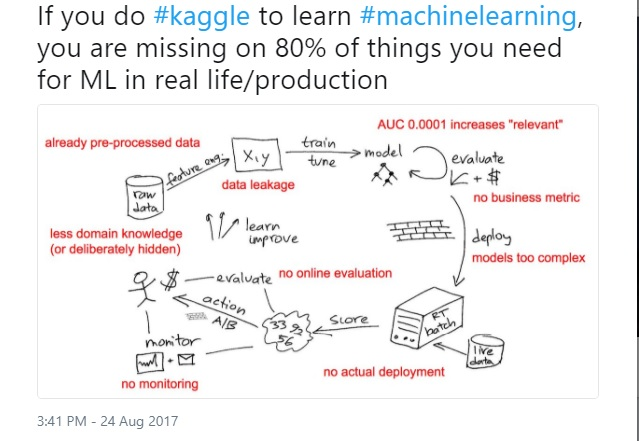 If you do #kaggle to learn #machinelearning,
you are missing on 80% of things you need
for ML in real life/production
AUC 0.0001 increases "relevant"
already pre-processed data
feature eng.
X,y
train
tune
model
evaluate
+ $
data leakage
no business metric
raw
data
less domain knowledge
(or deliberately hidden)
learn
improve
deploy
models too complex
$
evaluate
no online evaluation
action
A/B
33 92
56
score
RT
batch
live
data
monitor
+
no monitoring
no actual deployment
3:41 PM - 24 Aug 2017